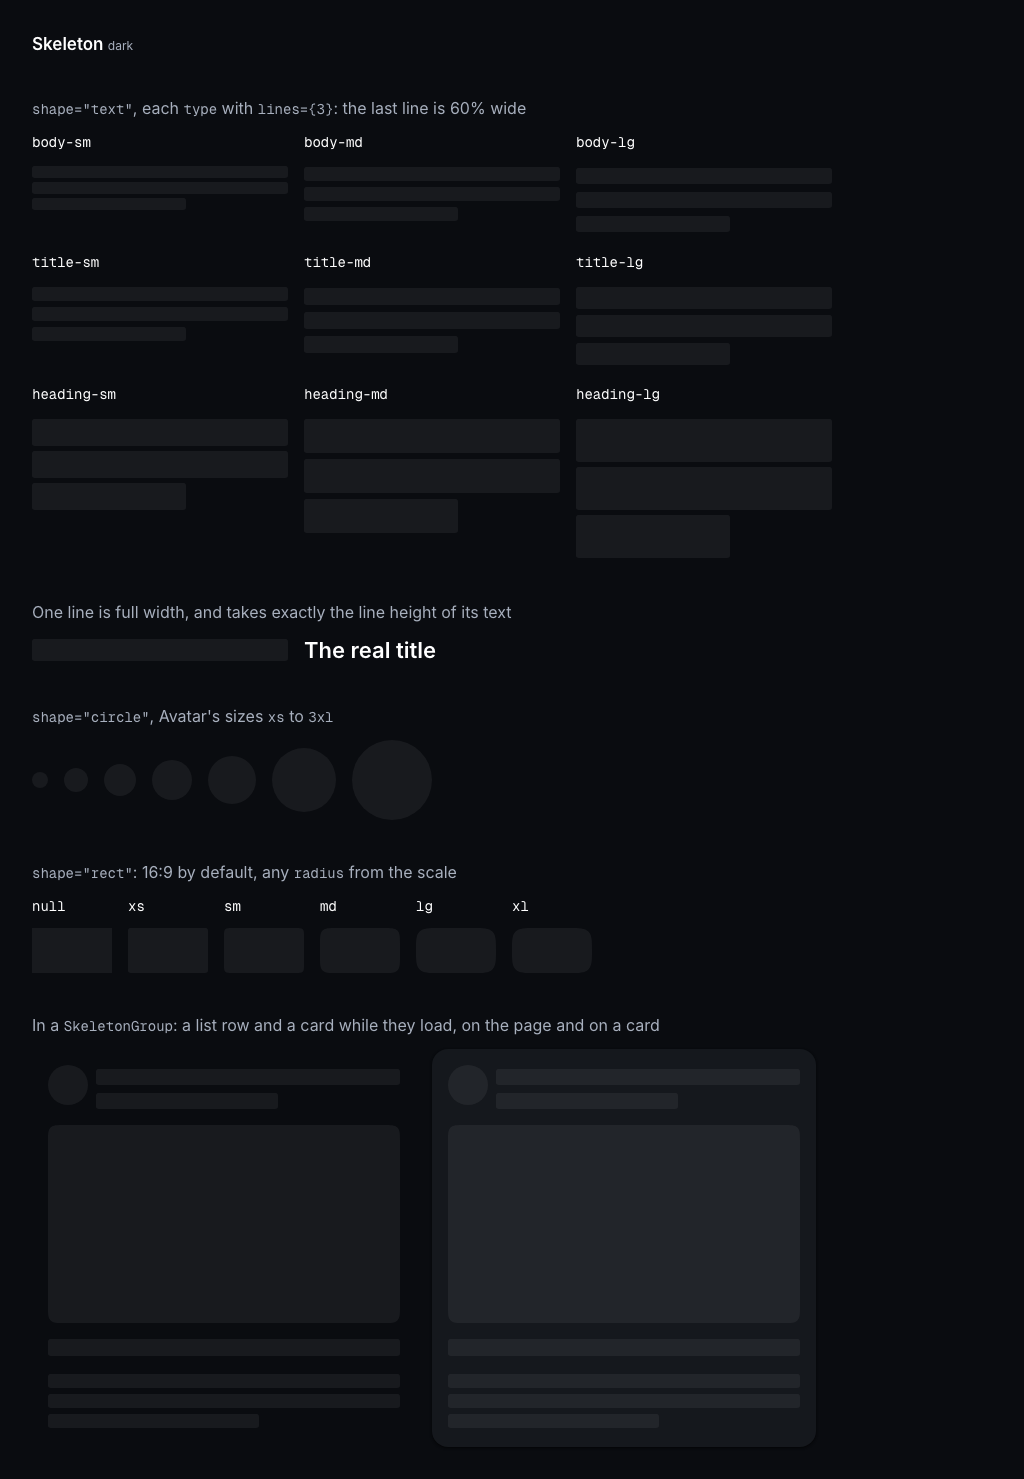 Skeleton dark
shape="text", each type with lines={3}: the last line is 60% wide
body-sm body-md body-lg
title-sm title-md title-lg
heading-sm heading-md heading-lg
One line is full width, and takes exactly the line height of its text
The real title
shape="circle", Avatar's sizes xs to 3xl
shape="rect": 16:9 by default, any radius from the scale
null xs sm md lg xl
In a SkeletonGroup: a list row and a card while they load, on the page and on a card